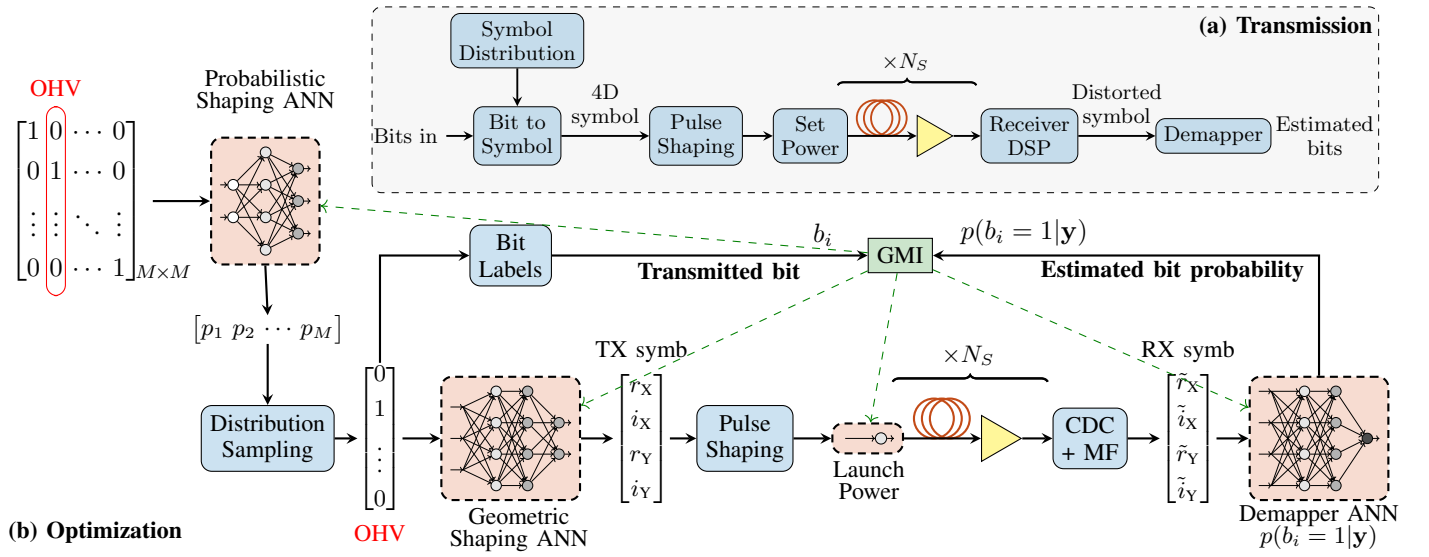 (a) Transmission
Symbol
Distribution
Bits in
Bit to
Symbol
4D
symbol
Pulse
Shaping
Set
Power
×N_S
Receiver
DSP
Distorted
symbol
Demapper
Estimated
bits
OHV
Probabilistic
Shaping ANN
1 0 ⋯ 0
0 1 ⋯ 0
⋮ ⋮ ⋱ ⋮
0 0 ⋯ 1
M×M
[p_1 p_2 ⋯ p_M]
Distribution
Sampling
0
1
⋮
0
OHV
Bit
Labels
Transmitted bit
b_i
GMI
p(b_i = 1|y)
Estimated bit probability
Geometric
Shaping ANN
TX symb
r_X
i_X
r_Y
i_Y
Pulse
Shaping
Launch
Power
×N_S
CDC
+ MF
RX symb
r̃_X
ĩ_X
r̃_Y
ĩ_Y
Demapper ANN
p(b_i = 1|y)
(b) Optimization